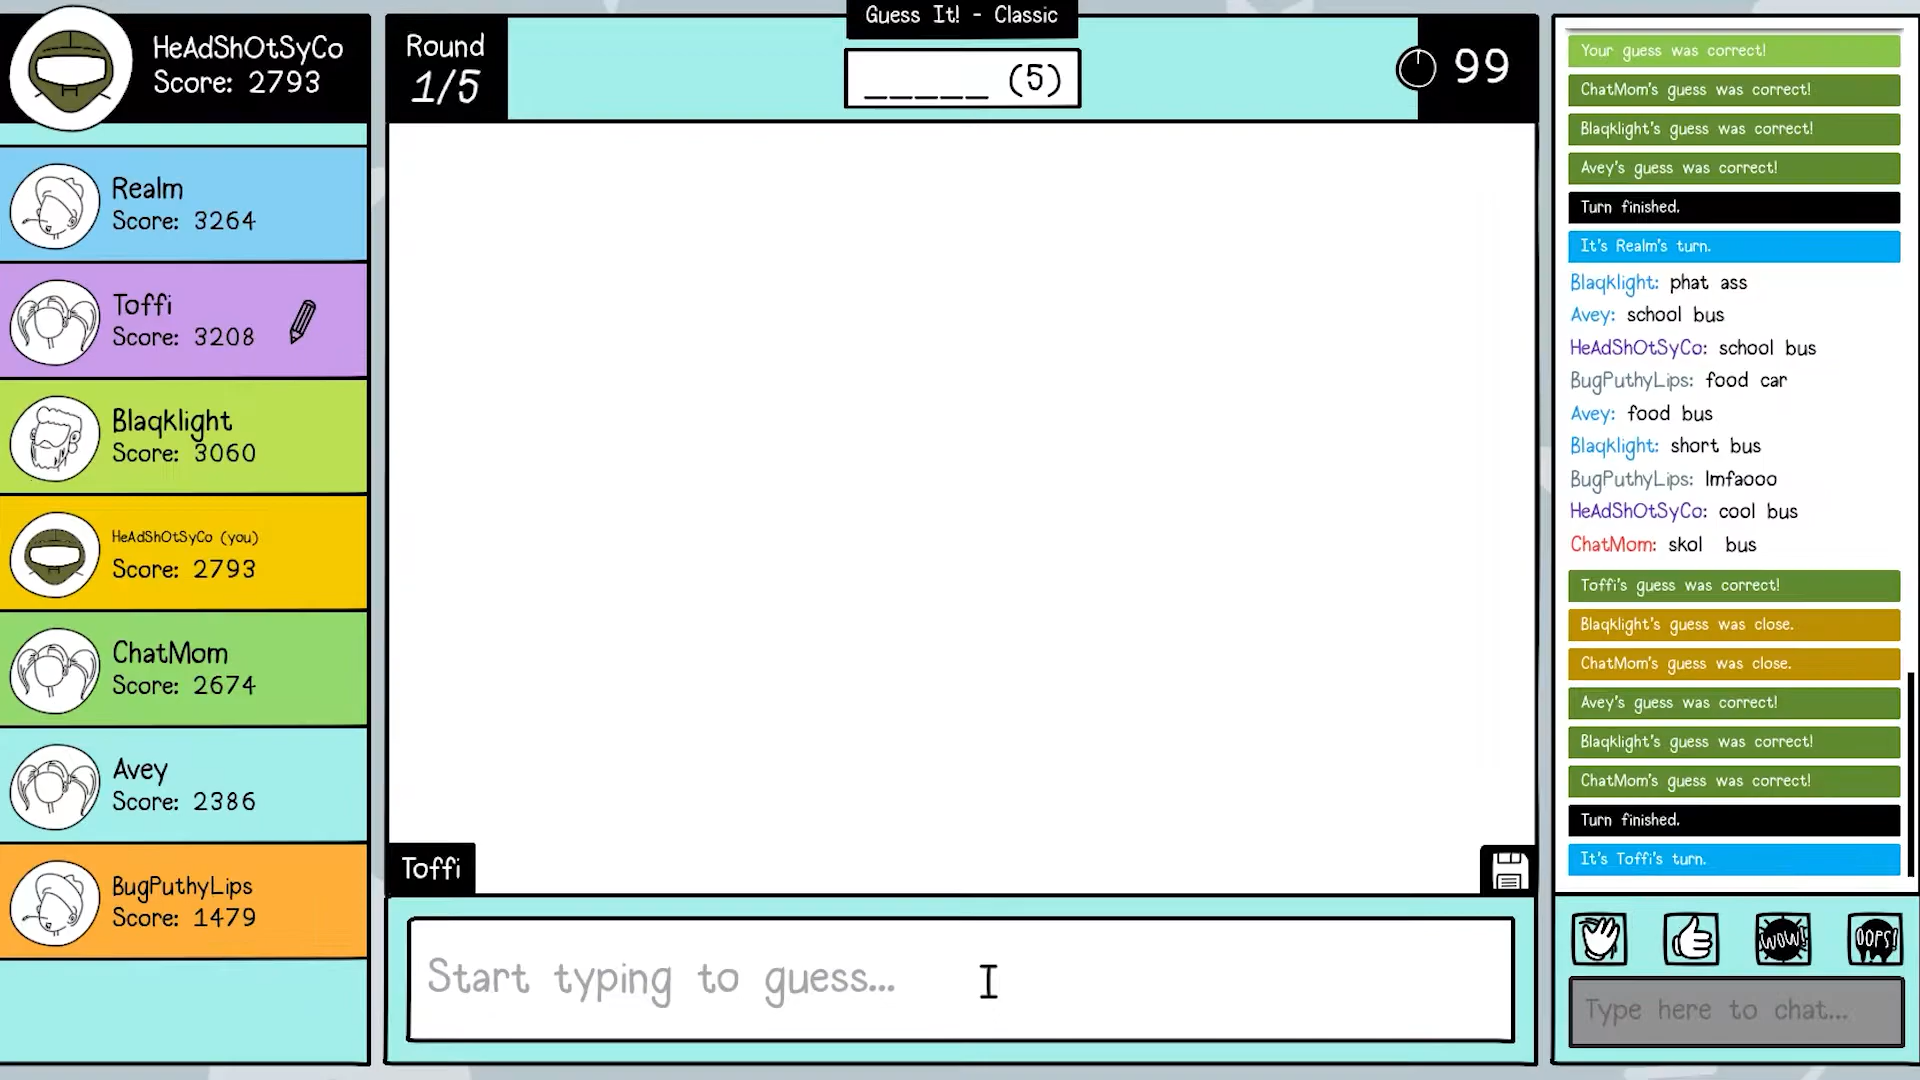 HeAdShOtSyCo
Score: 2793
Realm
Score: 3264
Toffi
Score: 3208
Blaqklight
Score: 3060
HeAdShOtSyCo (you)
Score: 2793
ChatMom
Score: 2674
Avey
Score: 2386
BugPuthyLips
Score: 1479
Round
1/5
Guess It! - Classic
_____ (5)
99
Toffi
Start typing to guess...
Your guess was correct!
ChatMom's guess was correct!
Blaqklight's guess was correct!
Avey's guess was correct!
Turn finished.
It's Realm's turn.
Blaqklight: phat ass
Avey: school bus
HeAdShOtSyCo: school bus
BugPuthyLips: food car
Avey: food bus
Blaqklight: short bus
BugPuthyLips: lmfaooo
HeAdShOtSyCo: cool bus
ChatMom: skol bus
Toffi's guess was correct!
Blaqklight's guess was close.
ChatMom's guess was close.
Avey's guess was correct!
Blaqklight's guess was correct!
ChatMom's guess was correct!
Turn finished.
It's Toffi's turn.
WOW!
OOPS!
Type here to chat...